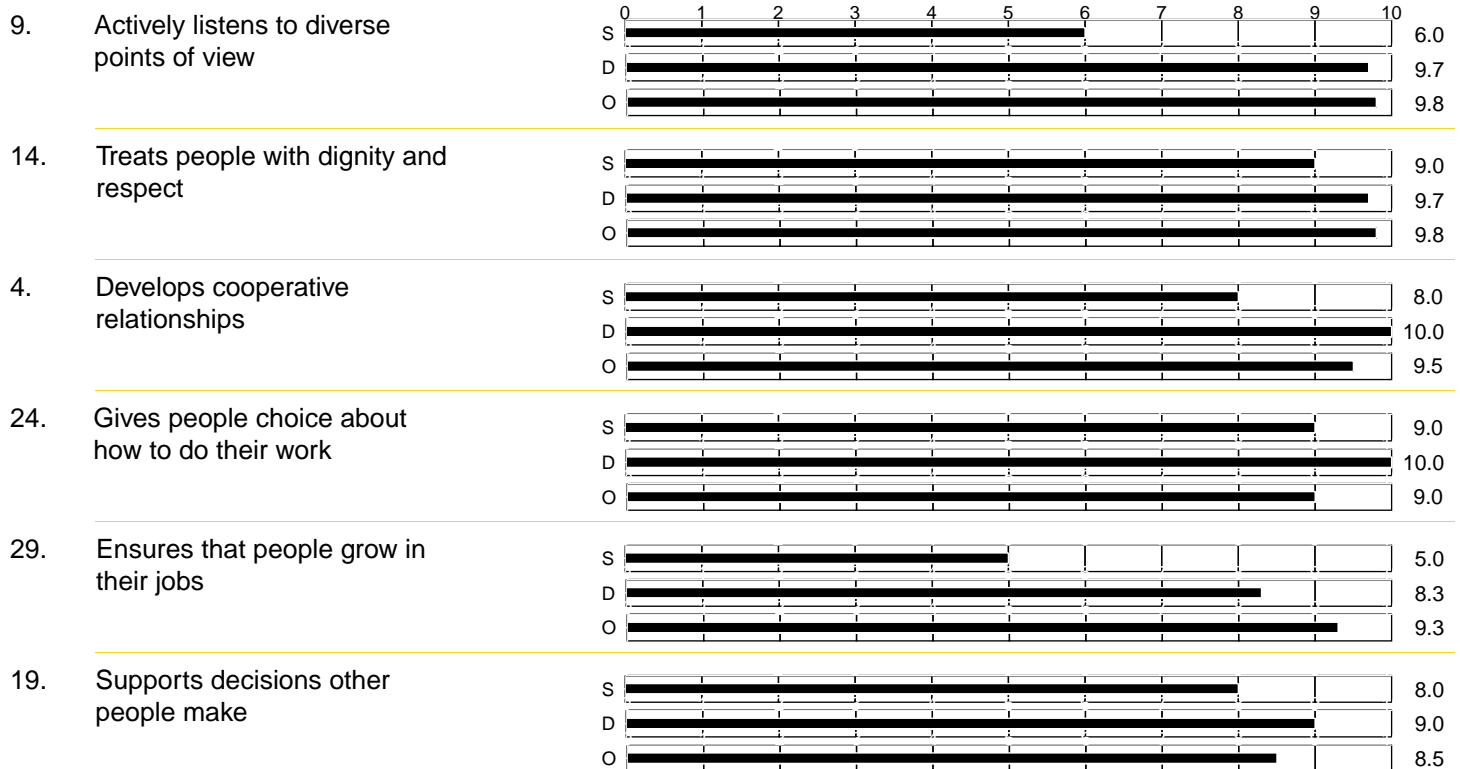 0 1 2 3 4 5 6 7 8 9 10
9. Actively listens to diverse
points of view
S 6.0
D 9.7
O 9.8
14. Treats people with dignity and
respect
S 9.0
D 9.7
O 9.8
4. Develops cooperative
relationships
S 8.0
D 10.0
O 9.5
24. Gives people choice about
how to do their work
S 9.0
D 10.0
O 9.0
29. Ensures that people grow in
their jobs
S 5.0
D 8.3
O 9.3
19. Supports decisions other
people make
S 8.0
D 9.0
O 8.5